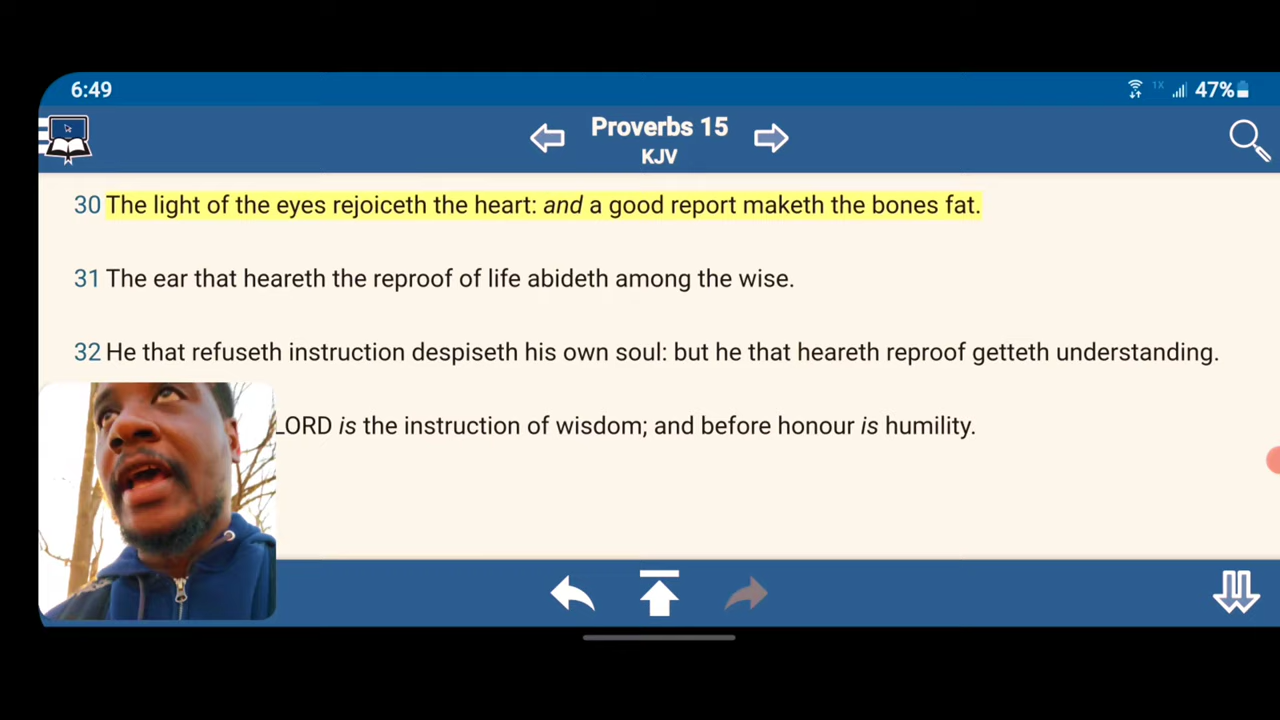 6:49
1X
47%
Proverbs 15
KJV
30 The light of the eyes rejoiceth the heart: and a good report maketh the bones fat.
31 The ear that heareth the reproof of life abideth among the wise.
32 He that refuseth instruction despiseth his own soul: but he that heareth reproof getteth understanding.
LORD is the instruction of wisdom; and before honour is humility.